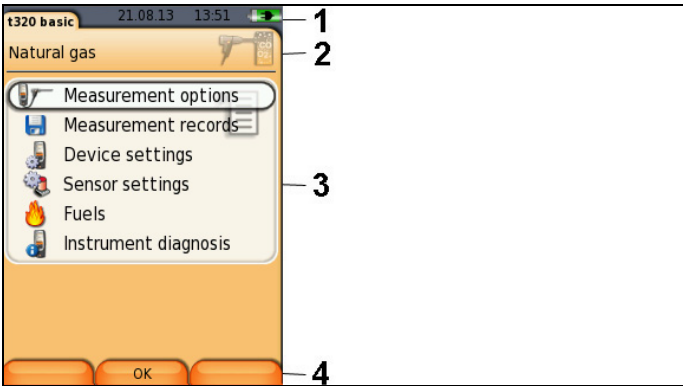 t320 basic 21.08.13 13:51 1
Natural gas 2
Measurement options
Measurement records
Device settings
Sensor settings 3
Fuels
Instrument diagnosis
OK 4